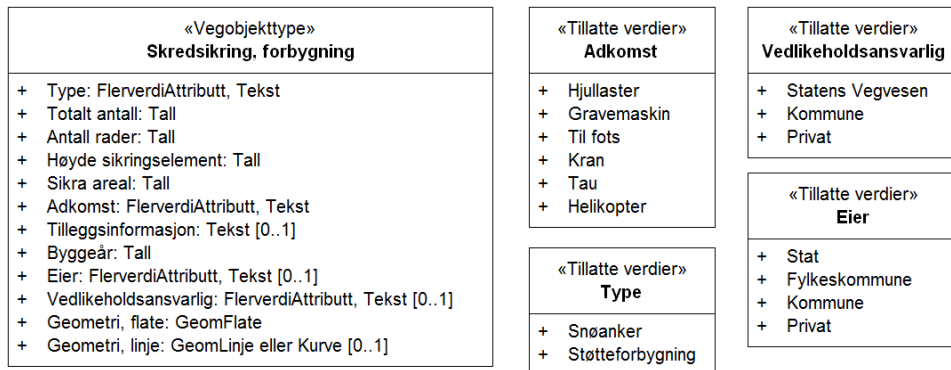 «Vegobjekttype»
Skredsikring, forbygning
+ Type: FlerverdiAttributt, Tekst
+ Totalt antall: Tall
+ Antall rader: Tall
+ Høyde sikringselement: Tall
+ Sikra areal: Tall
+ Adkomst: FlerverdiAttributt, Tekst
+ Tilleggsinformasjon: Tekst [0..1]
+ Byggeår: Tall
+ Eier: FlerverdiAttributt, Tekst [0..1]
+ Vedlikeholdsansvarlig: FlerverdiAttributt, Tekst [0..1]
+ Geometri, flate: GeomFlate
+ Geometri, linje: GeomLinje eller Kurve [0..1]
«Tillatte verdier»
Adkomst
+ Hjullaster
+ Gravemaskin
+ Til fots
+ Kran
+ Tau
+ Helikopter
«Tillatte verdier»
Type
+ Snøanker
+ Støtteforbygning
«Tillatte verdier»
Vedlikeholdsansvarlig
+ Statens Vegvesen
+ Kommune
+ Privat
«Tillatte verdier»
Eier
+ Stat
+ Fylkeskommune
+ Kommune
+ Privat